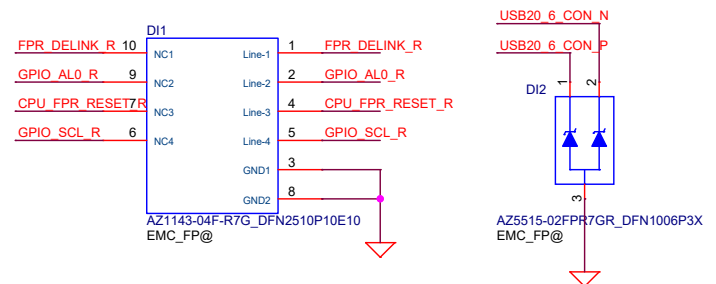 DI1
FPR_DELINK_R 10 NC1 Line-1 1 FPR_DELINK_R
GPIO_AL0_R 9 NC2 Line-2 2 GPIO_AL0_R
CPU_FPR_RESET_R 7 NC3 Line-3 4 CPU_FPR_RESET_R
GPIO_SCL_R 6 NC4 Line-4 5 GPIO_SCL_R
GND1 3
GND2 8
AZ1143-04F-R7G_DFN2510P10E10
EMC_FP@
USB20_6_CON_N
USB20_6_CON_P
1 2
DI2
3
AZ5515-02FPR7GR_DFN1006P3X
EMC_FP@